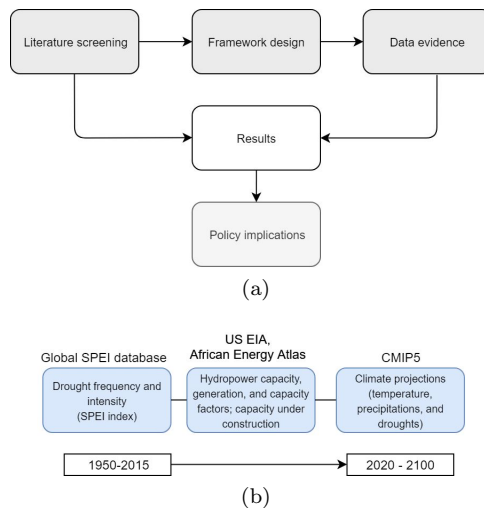 Literature screening
Framework design
Data evidence
Results
Policy implications
(a)
Global SPEI database
US EIA,
African Energy Atlas
CMIP5
Drought frequency and
intensity
(SPEI index)
Hydropower capacity,
generation, and capacity
factors; capacity under
construction
Climate projections
(temperature,
precipitations, and
droughts)
1950-2015
2020 - 2100
(b)